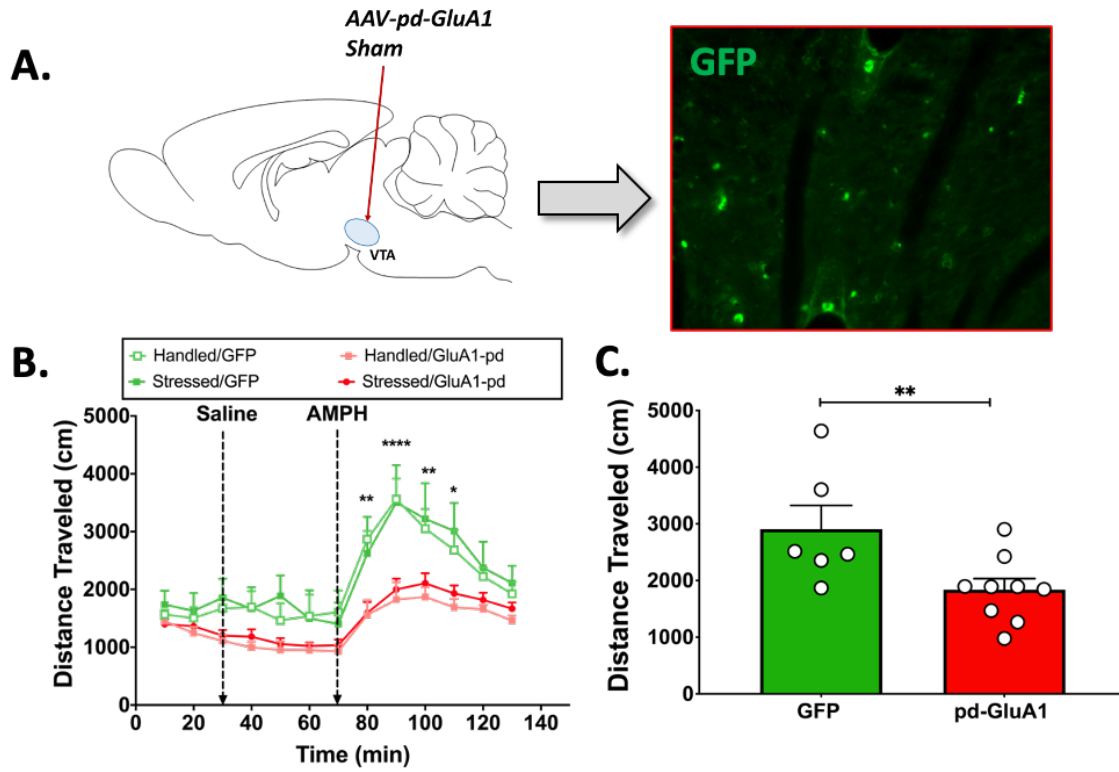 A.
AAV-pd-GluA1
Sham
VTA
GFP
B.
Handled/GFP
Handled/GluA1-pd
Stressed/GFP
Stressed/GluA1-pd
Saline
AMPH
Distance Traveled (cm)
5000
4000
3000
2000
1000
0
**
****
**
*
0 20 40 60 80 100 120 140
Time (min)
C.
**
Distance Traveled (cm)
5000
4000
3000
2000
1000
0
GFP
pd-GluA1